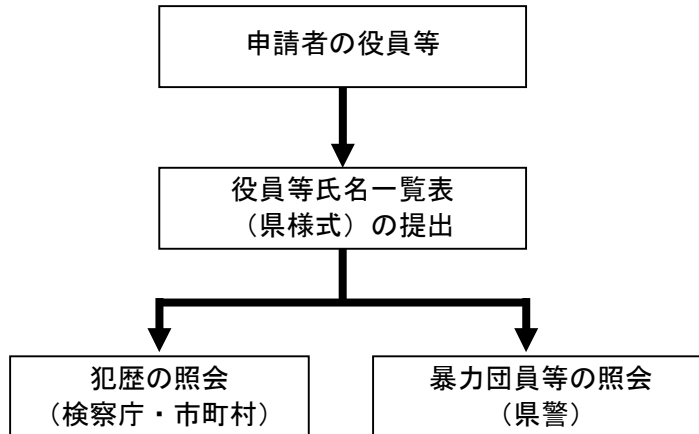 申請者の役員等
役員等氏名一覧表
（県様式）の提出
犯歴の照会
（検察庁・市町村）
暴力団員等の照会
（県警）